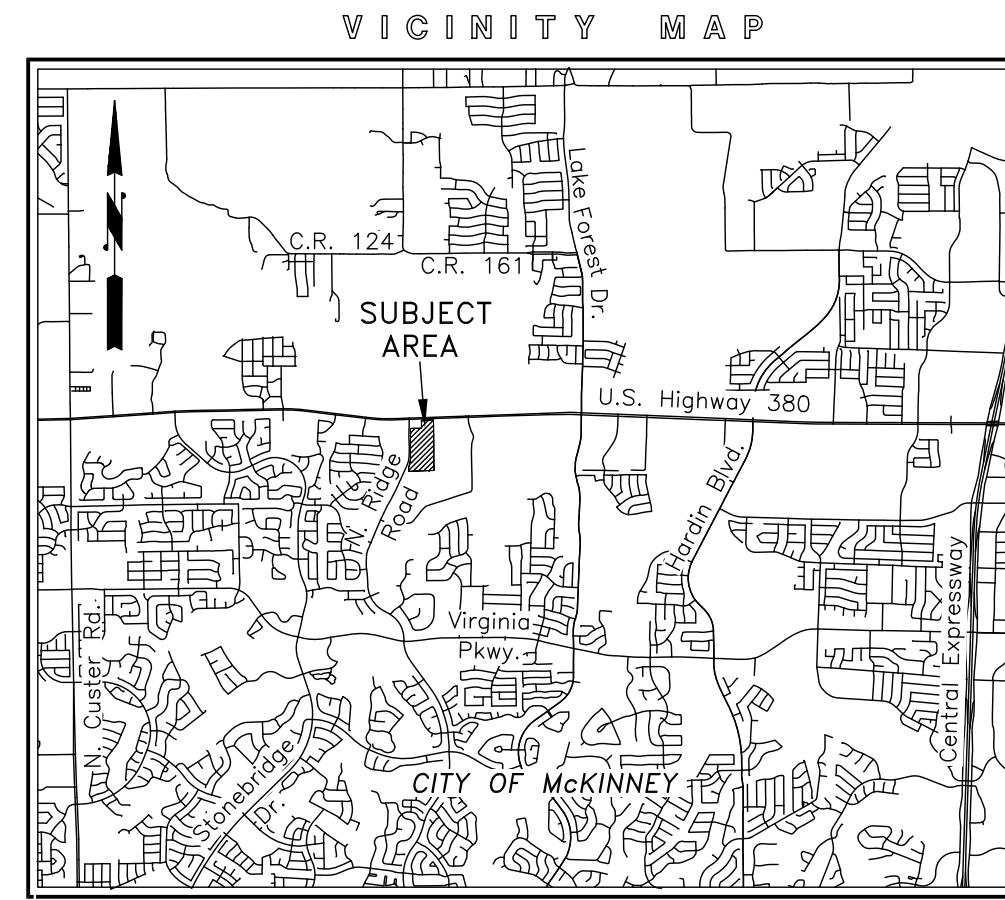 VICINITY MAP
N
Lake Forest Dr.
C.R. 124
C.R. 161
SUBJECT
AREA
U.S. Highway 380
N. Ridge
Road
Hardin Blvd.
Central Expressway
N. Custer Rd.
Virginia
Pkwy.
Stonebridge
Dr.
CITY OF McKINNEY